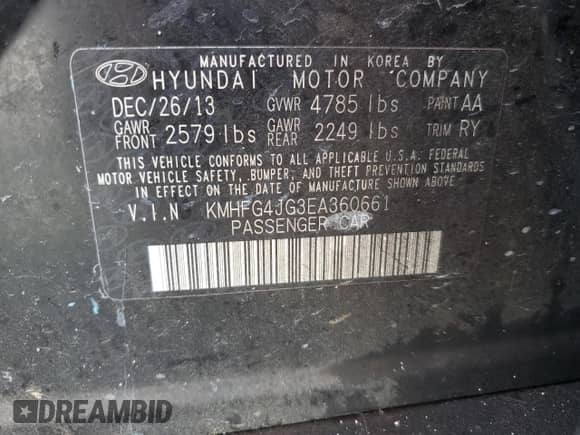 MANUFACTURED IN KOREA BY
HYUNDAI MOTOR COMPANY
DEC/26/13 GVWR 4785 lbs PAINT AA
GAWR FRONT 2579 lbs GAWR REAR 2249 lbs TRIM RY
THIS VEHICLE CONFORMS TO ALL APPLICABLE U.S.A. FEDERAL
MOTOR VEHICLE SAFETY, BUMPER, AND THEFT PREVENTION STANDARDS
IN EFFECT ON THE DATE OF MANUFACTURE SHOWN ABOVE
V.I.N KMHFG4JG3EA360661
PASSENGER CAR
DREAMBID